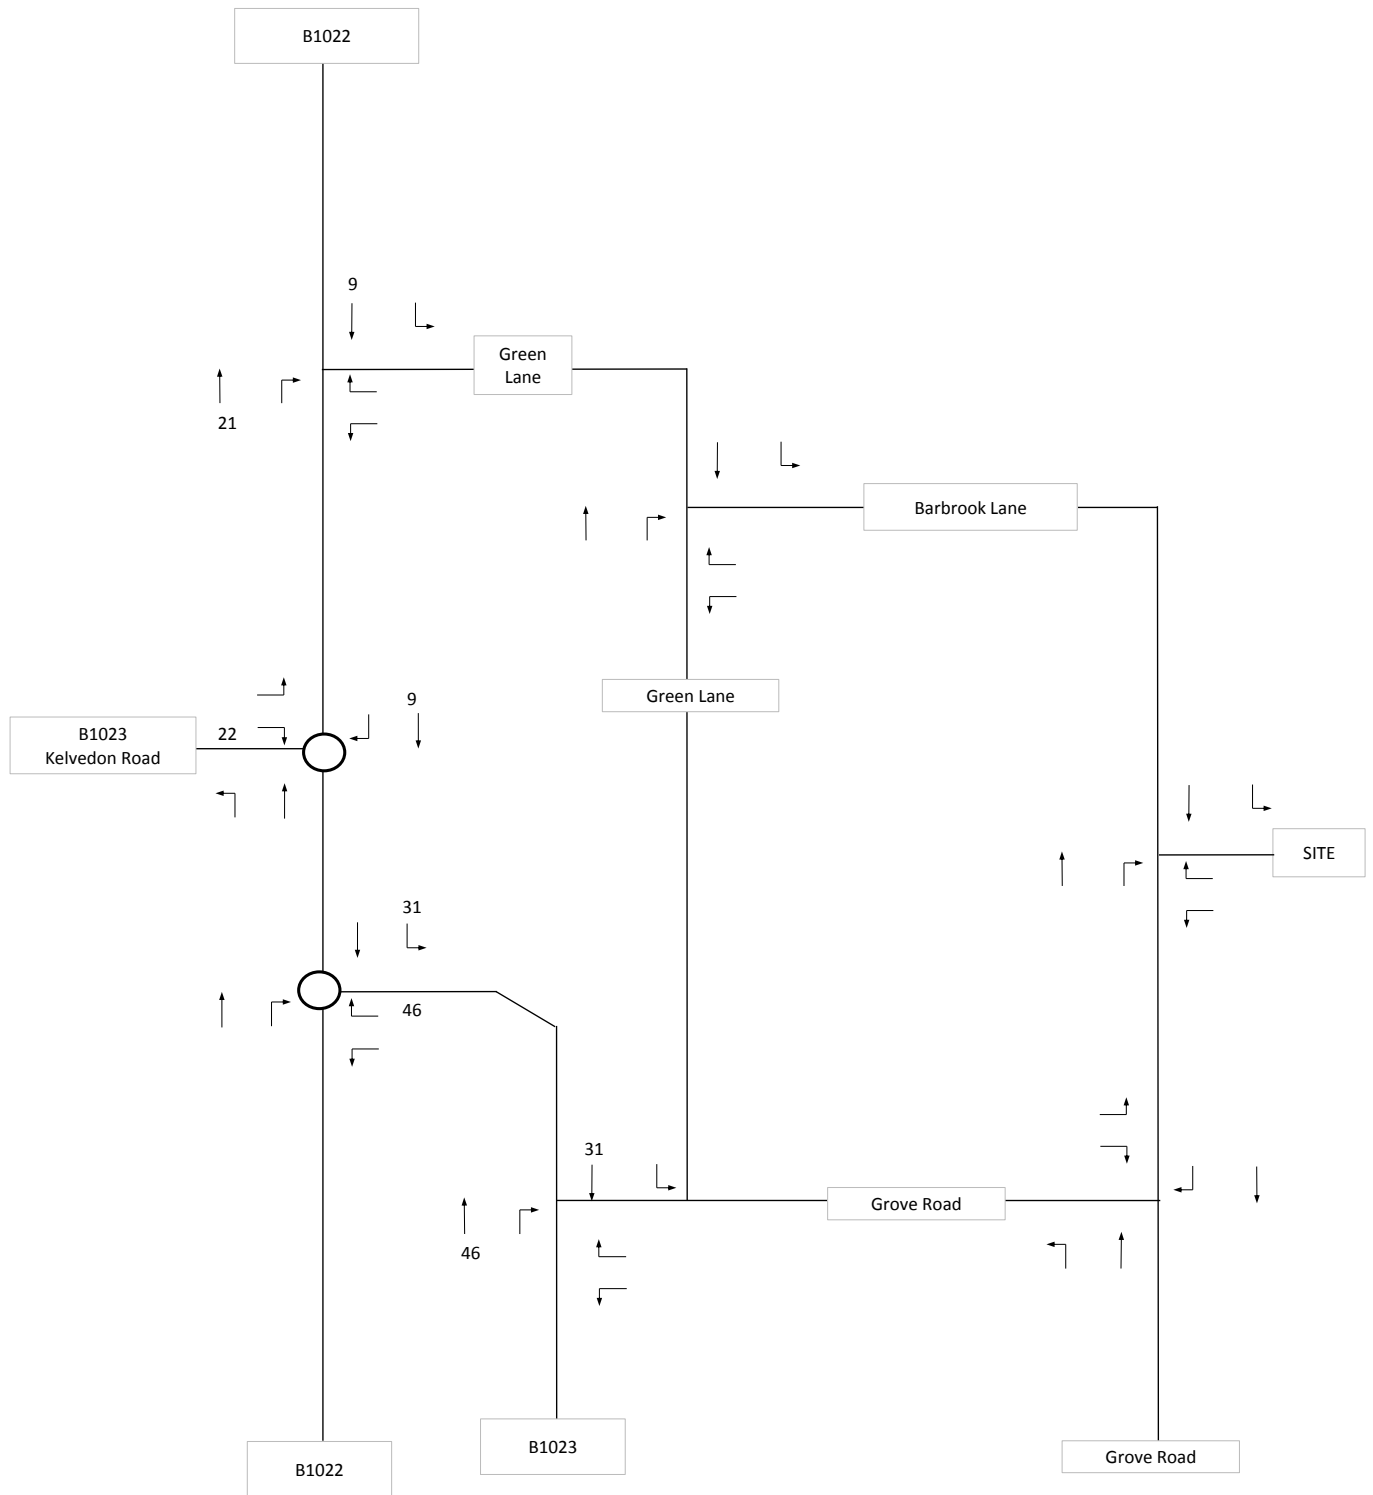 B1022
9
Green
Lane
21
Barbrook Lane
Green Lane
9
B1023
Kelvedon Road
22
SITE
31
46
31
Grove Road
46
B1023
Grove Road
B1022